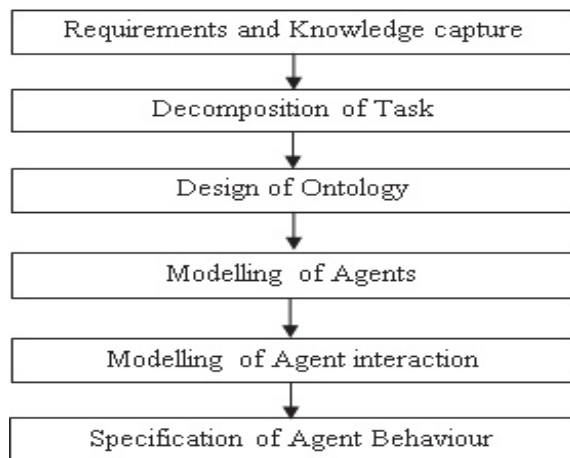 Requirements and Knowledge capture
Decomposition of Task
Design of Ontology
Modelling of Agents
Modelling of Agent interaction
Specification of Agent Behaviour